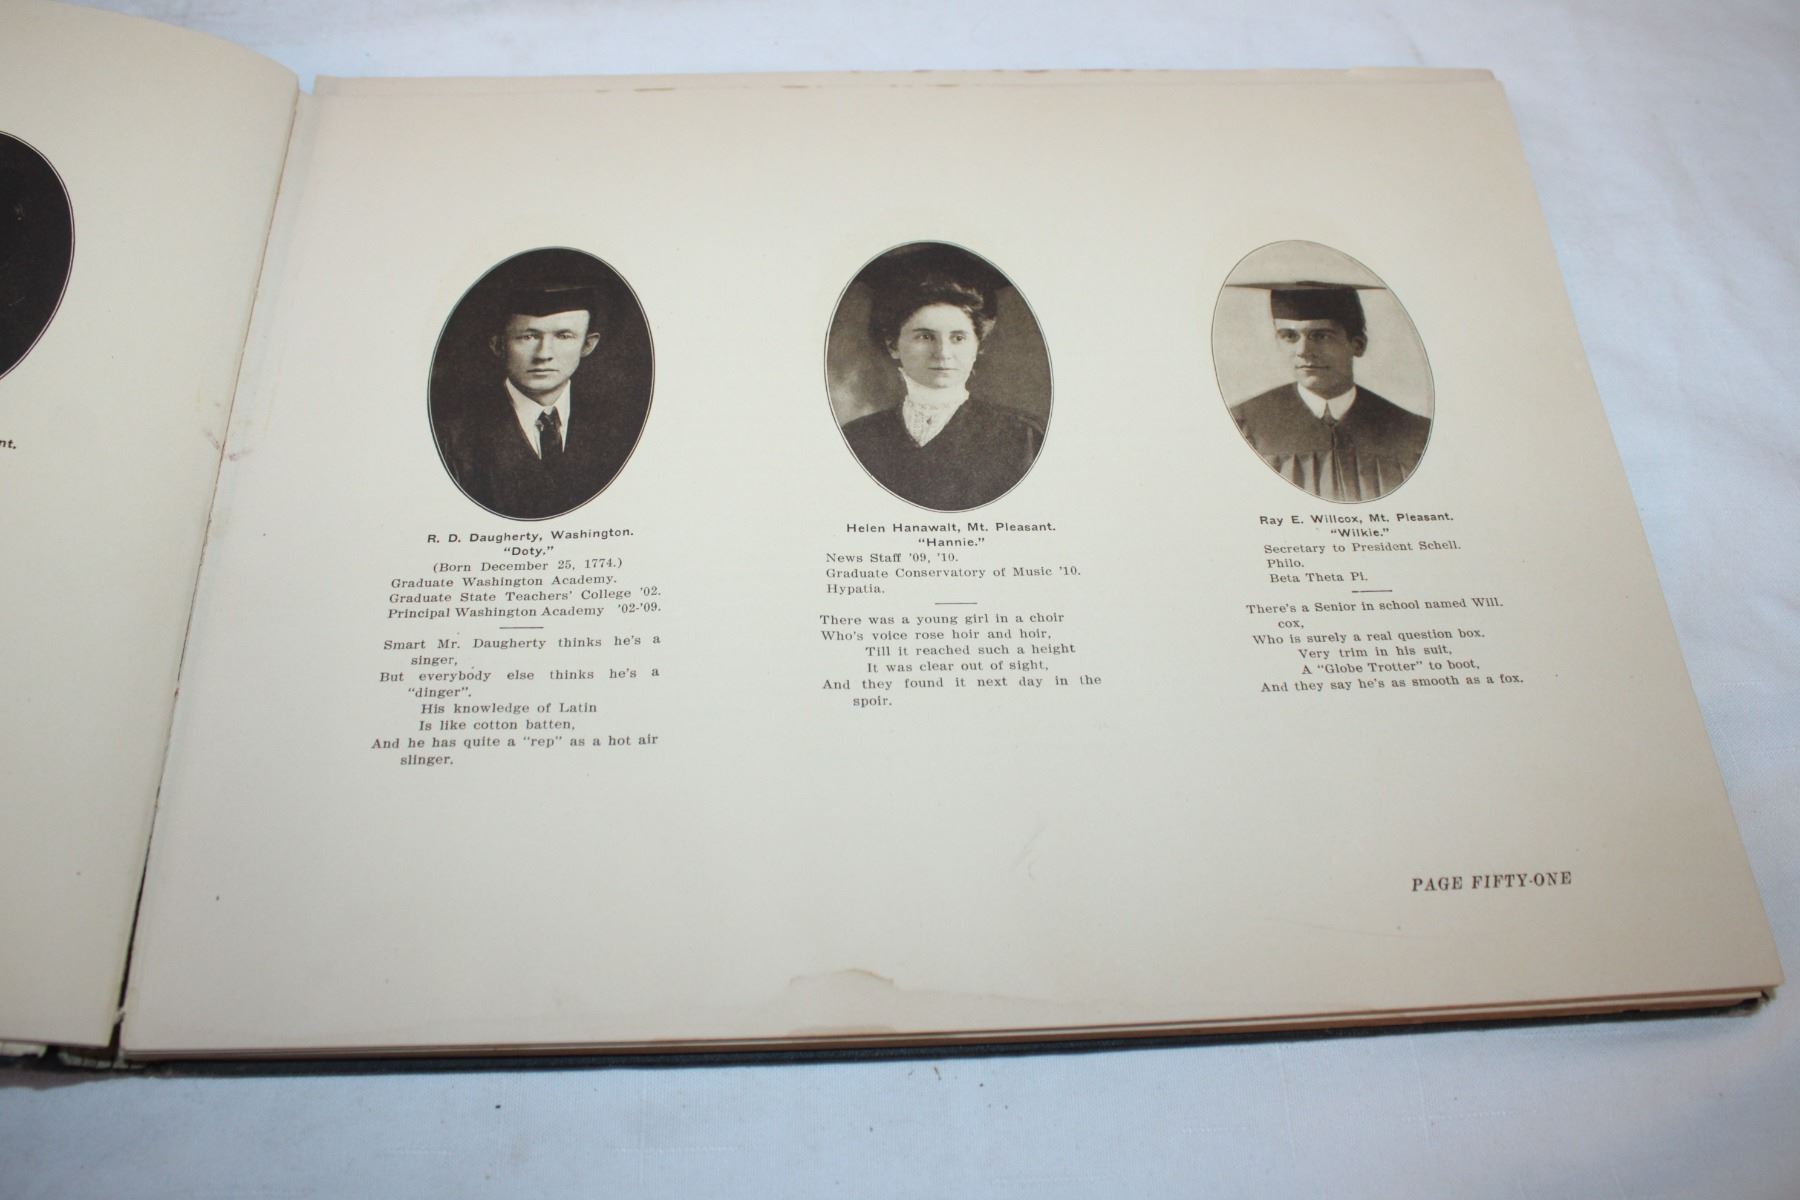 nt.
R. D. Daugherty, Washington.
"Doty."
(Born December 25, 1774.)
Graduate Washington Academy.
Graduate State Teachers' College '02.
Principal Washington Academy '02-'09.
Smart Mr. Daugherty thinks he's a
singer,
But everybody else thinks he's a
"dinger".
His knowledge of Latin
Is like cotton batten,
And he has quite a "rep" as a hot air
slinger.
Helen Hanawalt, Mt. Pleasant.
"Hannie."
News Staff '09, '10.
Graduate Conservatory of Music '10.
Hypatia.
There was a young girl in a choir
Who's voice rose hoir and hoir,
Till it reached such a height
It was clear out of sight,
And they found it next day in the
spoir.
Ray E. Willcox, Mt. Pleasant.
"Wilkie."
Secretary to President Schell.
Philo.
Beta Theta Pi.
There's a Senior in school named Will.
cox,
Who is surely a real question box.
Very trim in his suit,
A "Globe Trotter" to boot,
And they say he's as smooth as a fox.
PAGE FIFTY-ONE